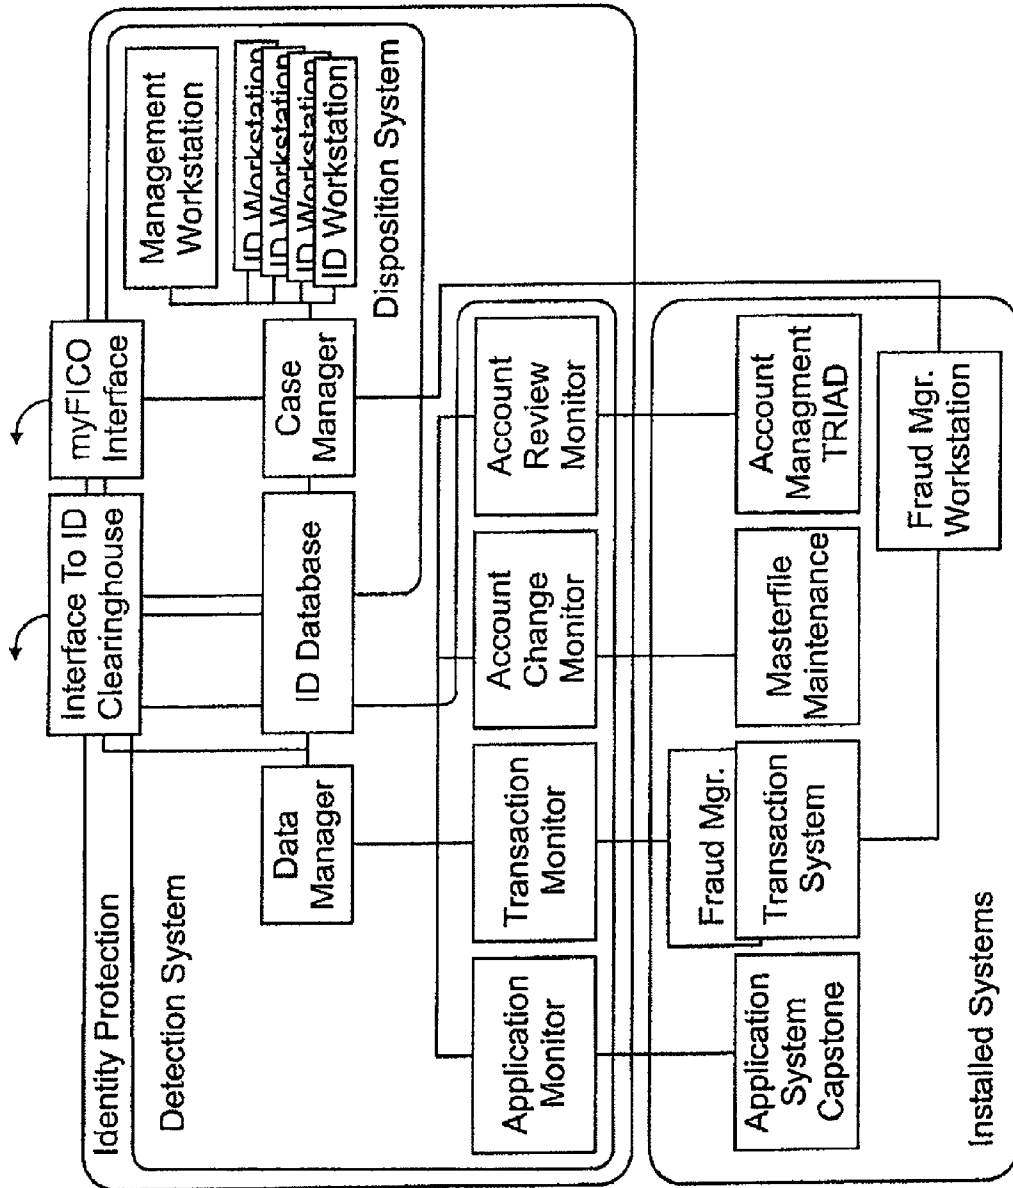 Identity Protection
Detection System
Interface To ID
Clearinghouse
myFICO
Interface
Management
Workstation
Data
Manager
ID Database
Case
Manager
ID Workstation
ID Workstation
ID Workstation
ID Workstation
Disposition System
Application
Monitor
Transaction
Monitor
Account
Change
Monitor
Account
Review
Monitor
Application
System
Capstone
Fraud Mgr.
Transaction
System
Masterfile
Maintenance
Account
Managment
TRIAD
Fraud Mgr.
Workstation
Installed Systems